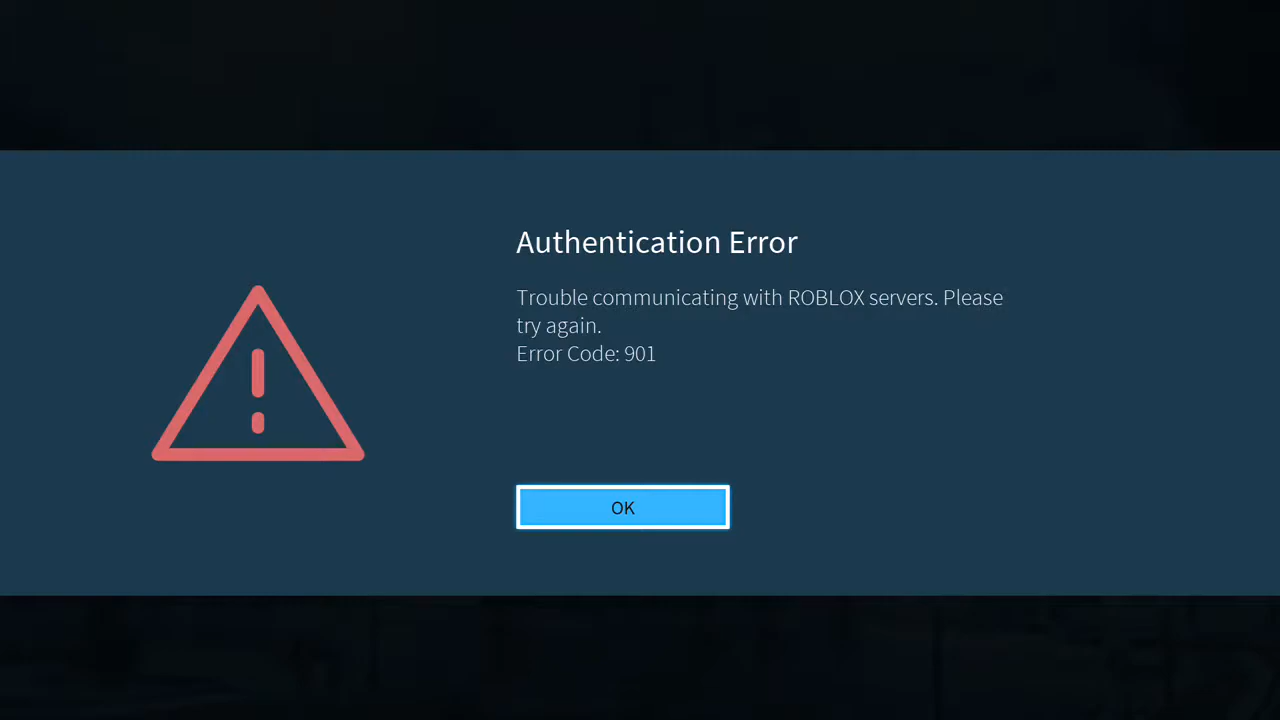 Authentication Error
Trouble communicating with ROBLOX servers. Please
try again.
Error Code: 901
OK